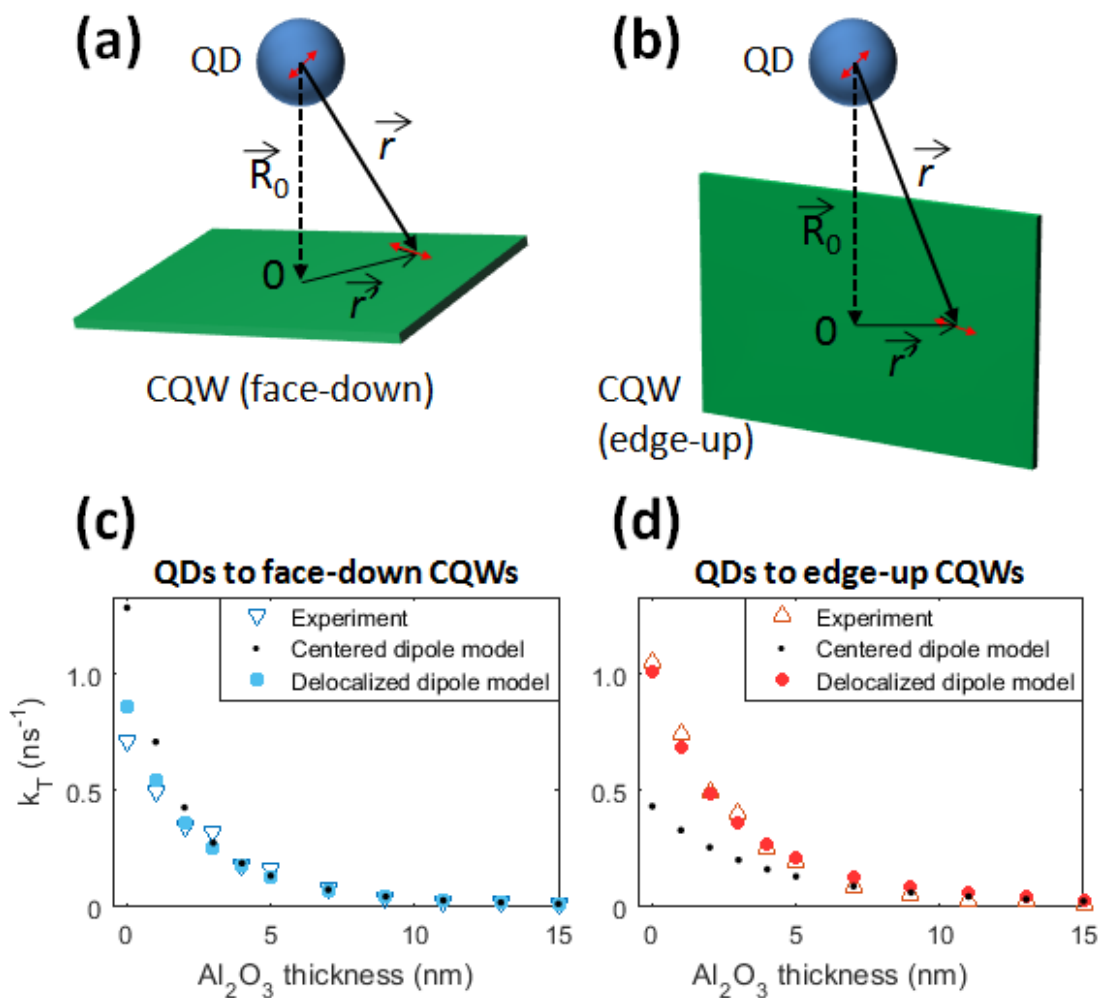 (a)
QD
R₀
r
0
r'
CQW (face-down)
(b)
QD
R₀
r
0
r'
CQW
(edge-up)
(c)
QDs to face-down CQWs
Experiment
Centered dipole model
Delocalized dipole model
1.0
0.5
0
k_T (ns⁻¹)
0 5 10 15
Al₂O₃ thickness (nm)
(d)
QDs to edge-up CQWs
Experiment
Centered dipole model
Delocalized dipole model
1.0
0.5
0
0 5 10 15
Al₂O₃ thickness (nm)